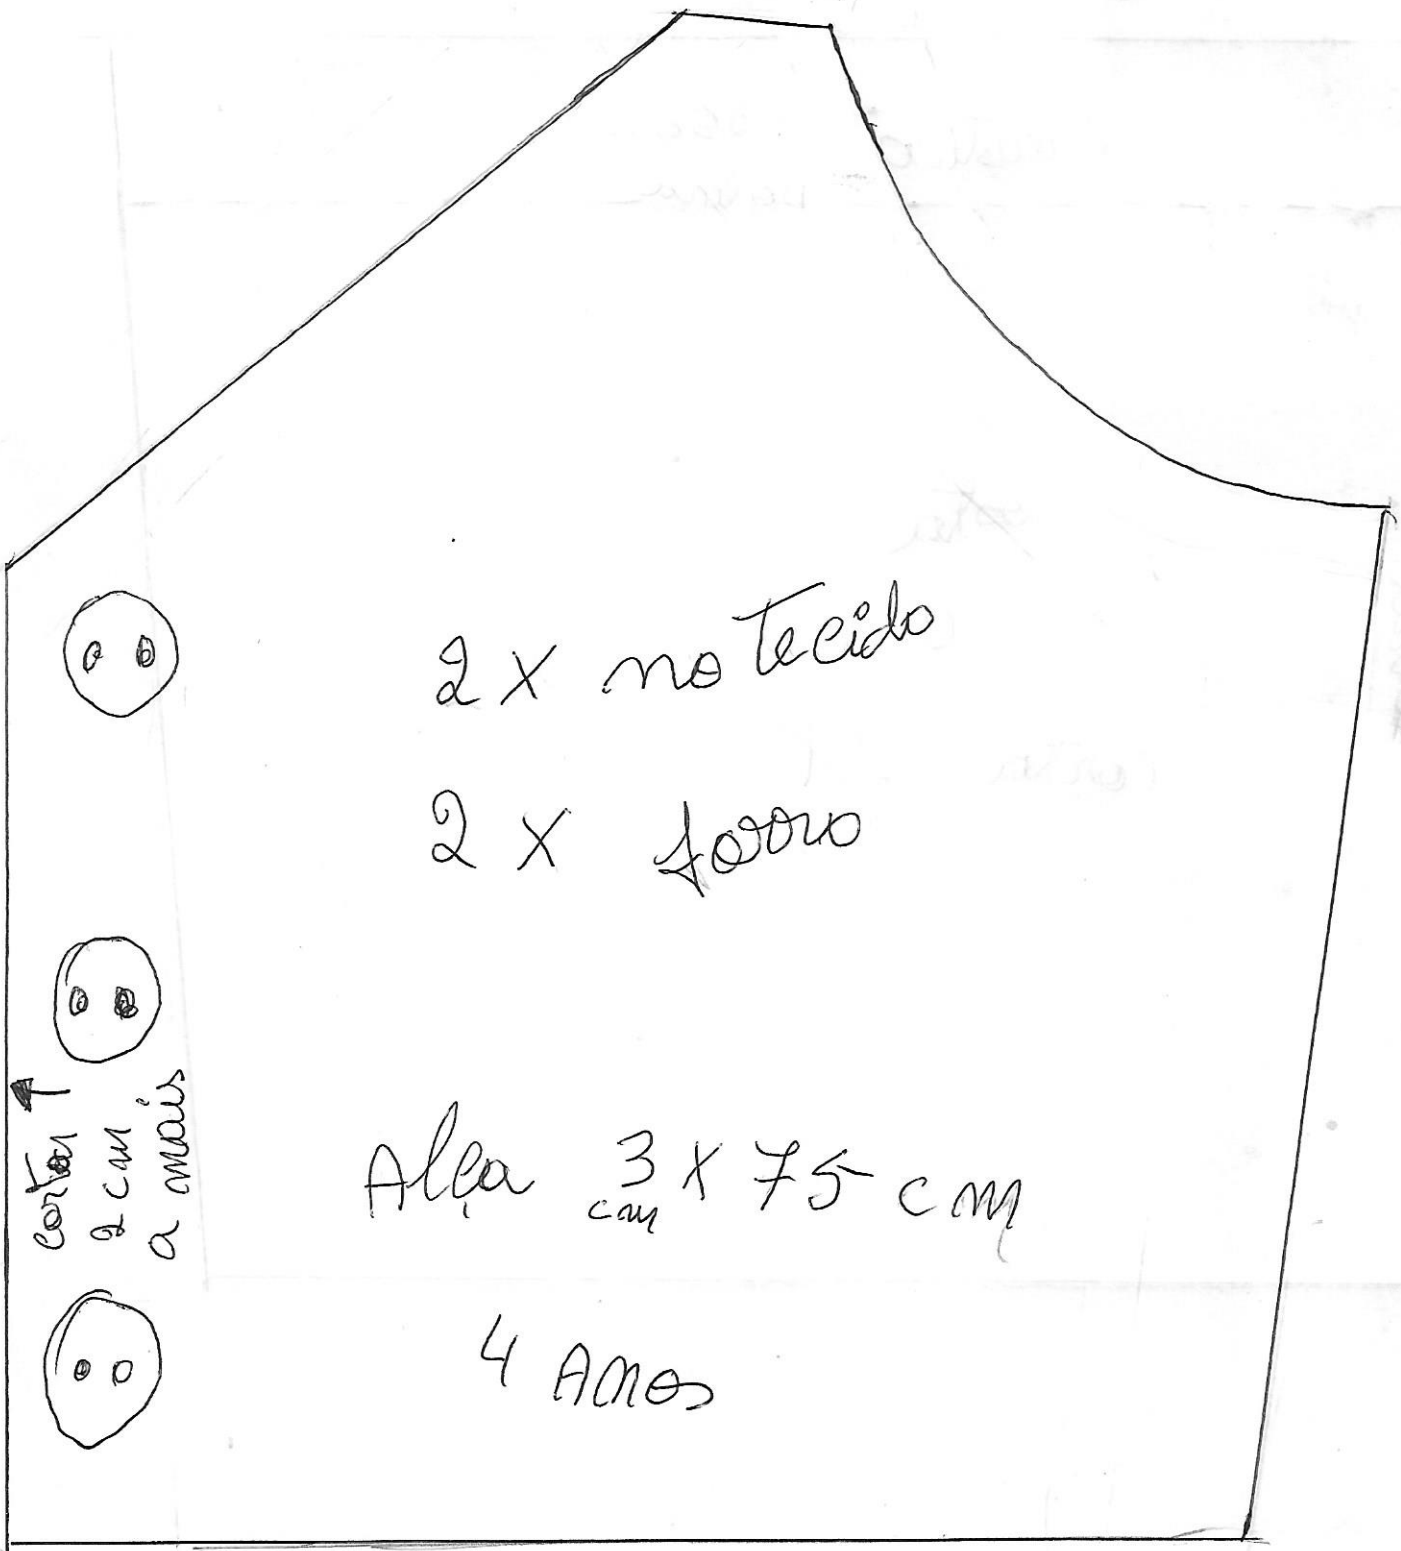 2 X no Tecido
2 X forro
cortar
2 cm
a mais
Alça 3 cm X 75 cm
4 Anos